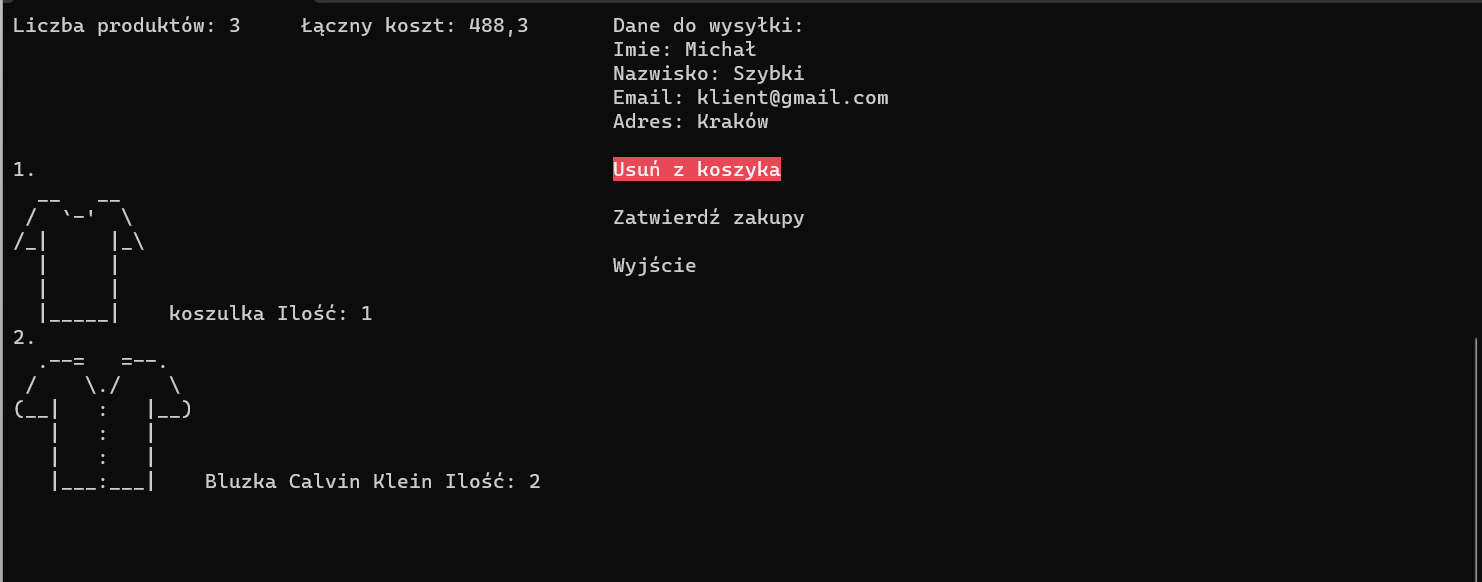 Liczba produktów: 3     Łączny koszt: 488,3
Dane do wysyłki:
Imie: Michał
Nazwisko: Szybki
Email: klient@gmail.com
Adres: Kraków
Usuń z koszyka
Zatwierdź zakupy
Wyjście
1.
koszulka Ilość: 1
2.
Bluzka Calvin Klein Ilość: 2